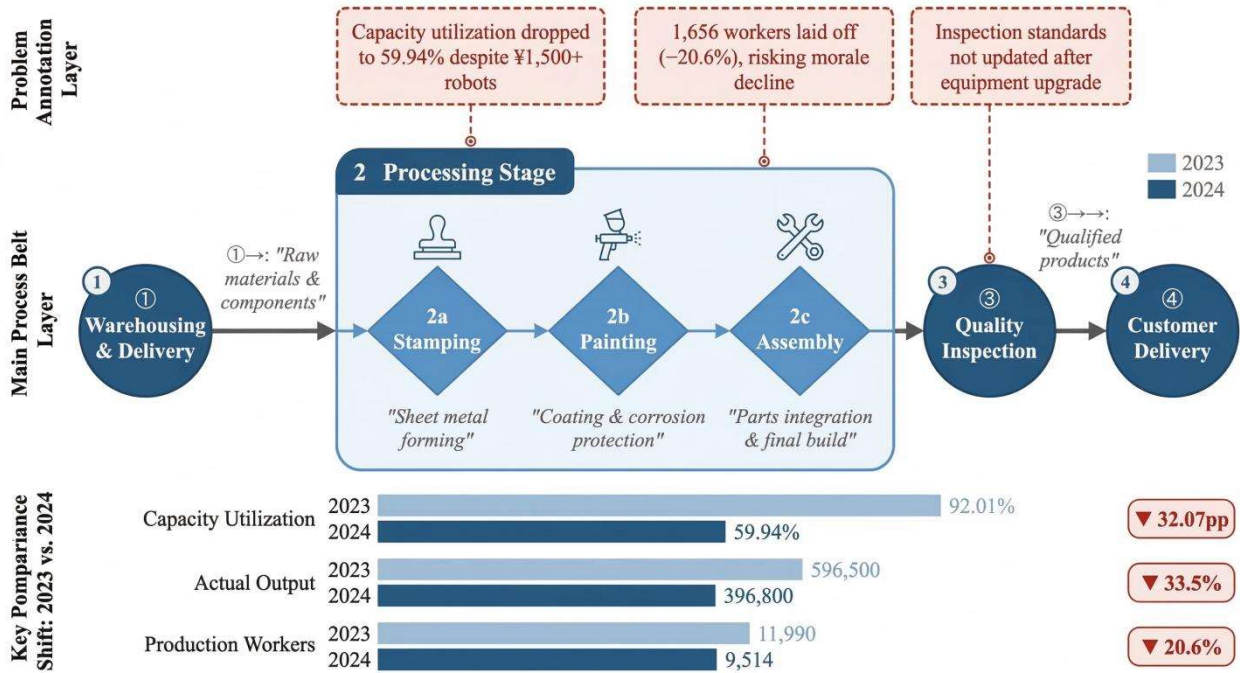 Problem
Annotation
Layer
Capacity utilization dropped
to 59.94% despite ¥1,500+
robots
1,656 workers laid off
(−20.6%), risking morale
decline
Inspection standards
not updated after
equipment upgrade
2023
2024
Main Process Belt
Layer
1
①
Warehousing
& Delivery
①→: "Raw
materials &
components"
2 Processing Stage
2a
Stamping
"Sheet metal
forming"
2b
Painting
"Coating & corrosion
protection"
2c
Assembly
"Parts integration
& final build"
3
③
Quality
Inspection
③→→:
"Qualified
products"
4
④
Customer
Delivery
Key Pompariance
Shift: 2023 vs. 2024
Capacity Utilization
2023
92.01%
2024
59.94%
▼ 32.07pp
Actual Output
2023
596,500
2024
396,800
▼ 33.5%
Production Workers
2023
11,990
2024
9,514
▼ 20.6%